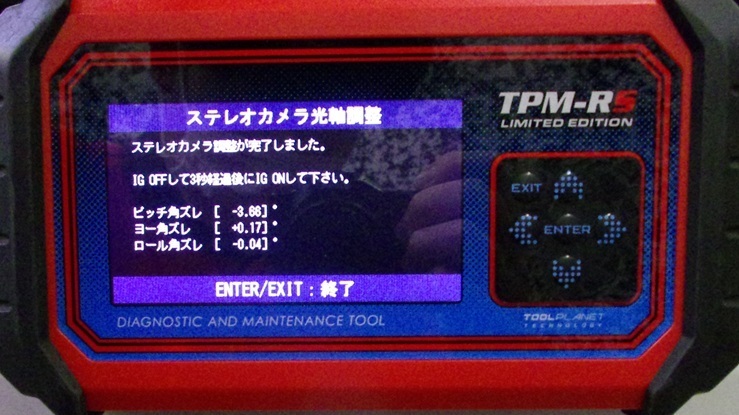 ステレオカメラ光軸調整
ステレオカメラ調整が完了しました。
IG OFFして3秒経過後にIG ONして下さい。
ピッチ角ズレ [ -3.68]°
ヨー角ズレ [ +0.17]°
ロール角ズレ [ -0.04]°
ENTER/EXIT:終了
DIAGNOSTIC AND MAINTENANCE TOOL
TPM-RS
LIMITED EDITION
EXIT
ENTER
TOOLPLANET
TECHNOLOGY